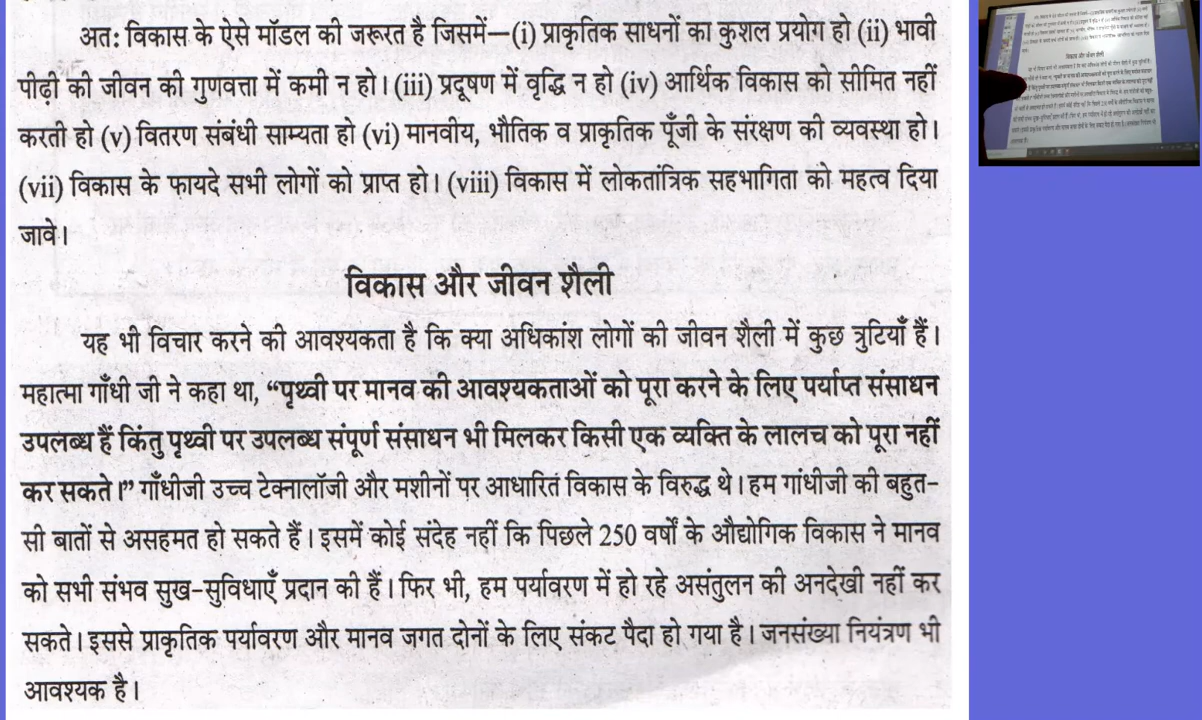 अतः विकास के ऐसे मॉडल की जरूरत है जिसमें—(i) प्राकृतिक साधनों का कुशल प्रयोग हो (ii) भावी
पीढ़ी की जीवन की गुणवत्ता में कमी न हो। (iii) प्रदूषण में वृद्धि न हो (iv) आर्थिक विकास को सीमित नहीं
करती हो (v) वितरण संबंधी साम्यता हो (vi) मानवीय, भौतिक व प्राकृतिक पूँजी के संरक्षण की व्यवस्था हो।
(vii) विकास के फायदे सभी लोगों को प्राप्त हो। (viii) विकास में लोकतांत्रिक सहभागिता को महत्व दिया
जावे।
विकास और जीवन शैली
यह भी विचार करने की आवश्यकता है कि क्या अधिकांश लोगों की जीवन शैली में कुछ त्रुटियाँ हैं।
महात्मा गाँधी जी ने कहा था, “पृथ्वी पर मानव की आवश्यकताओं को पूरा करने के लिए पर्याप्त संसाधन
उपलब्ध हैं किंतु पृथ्वी पर उपलब्ध संपूर्ण संसाधन भी मिलकर किसी एक व्यक्ति के लालच को पूरा नहीं
कर सकते।” गाँधीजी उच्च टेक्नालॉजी और मशीनों पर आधारित विकास के विरुद्ध थे। हम गांधीजी की बहुत-
सी बातों से असहमत हो सकते हैं। इसमें कोई संदेह नहीं कि पिछले 250 वर्षों के औद्योगिक विकास ने मानव
को सभी संभव सुख-सुविधाएँ प्रदान की हैं। फिर भी, हम पर्यावरण में हो रहे असंतुलन की अनदेखी नहीं कर
सकते। इससे प्राकृतिक पर्यावरण और मानव जगत दोनों के लिए संकट पैदा हो गया है। जनसंख्या नियंत्रण भी
आवश्यक है।